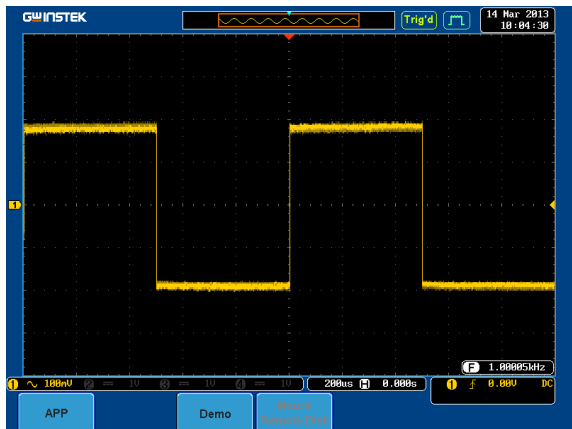 GWINSTEK
Trig'd
14 Mar 2013
10:04:30
1
F 1.00005kHz
1 ∿ 100mV 2 ⎓ 1V 3 ⎓ 1V 4 ⎓ 1V
200us H 0.000s
1 0.00V DC
APP
Demo